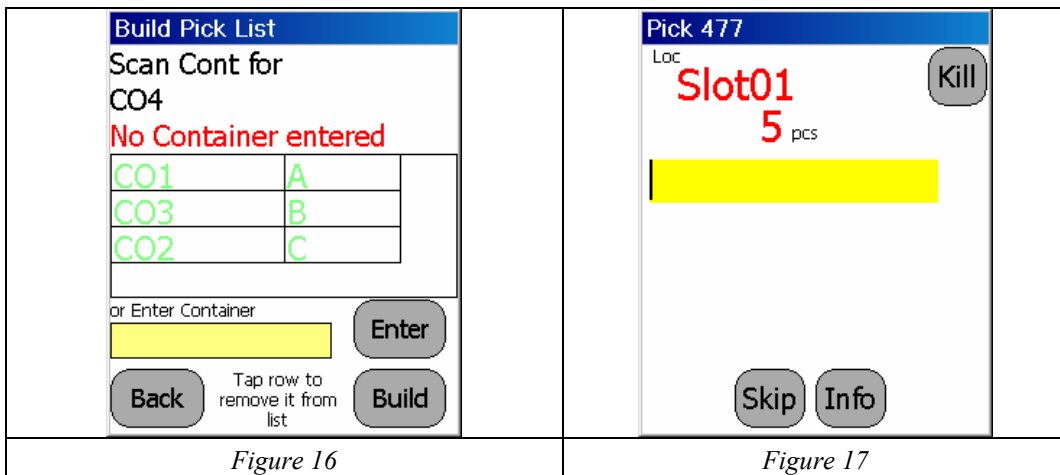 Build Pick List
Scan Cont for
CO4
No Container entered
CO1 A
CO3 B
CO2 C
or Enter Container
Enter
Back
Tap row to
remove it from
list
Build
Figure 16
Pick 477
Loc
Slot01
Kill
5 pcs
Skip
Info
Figure 17